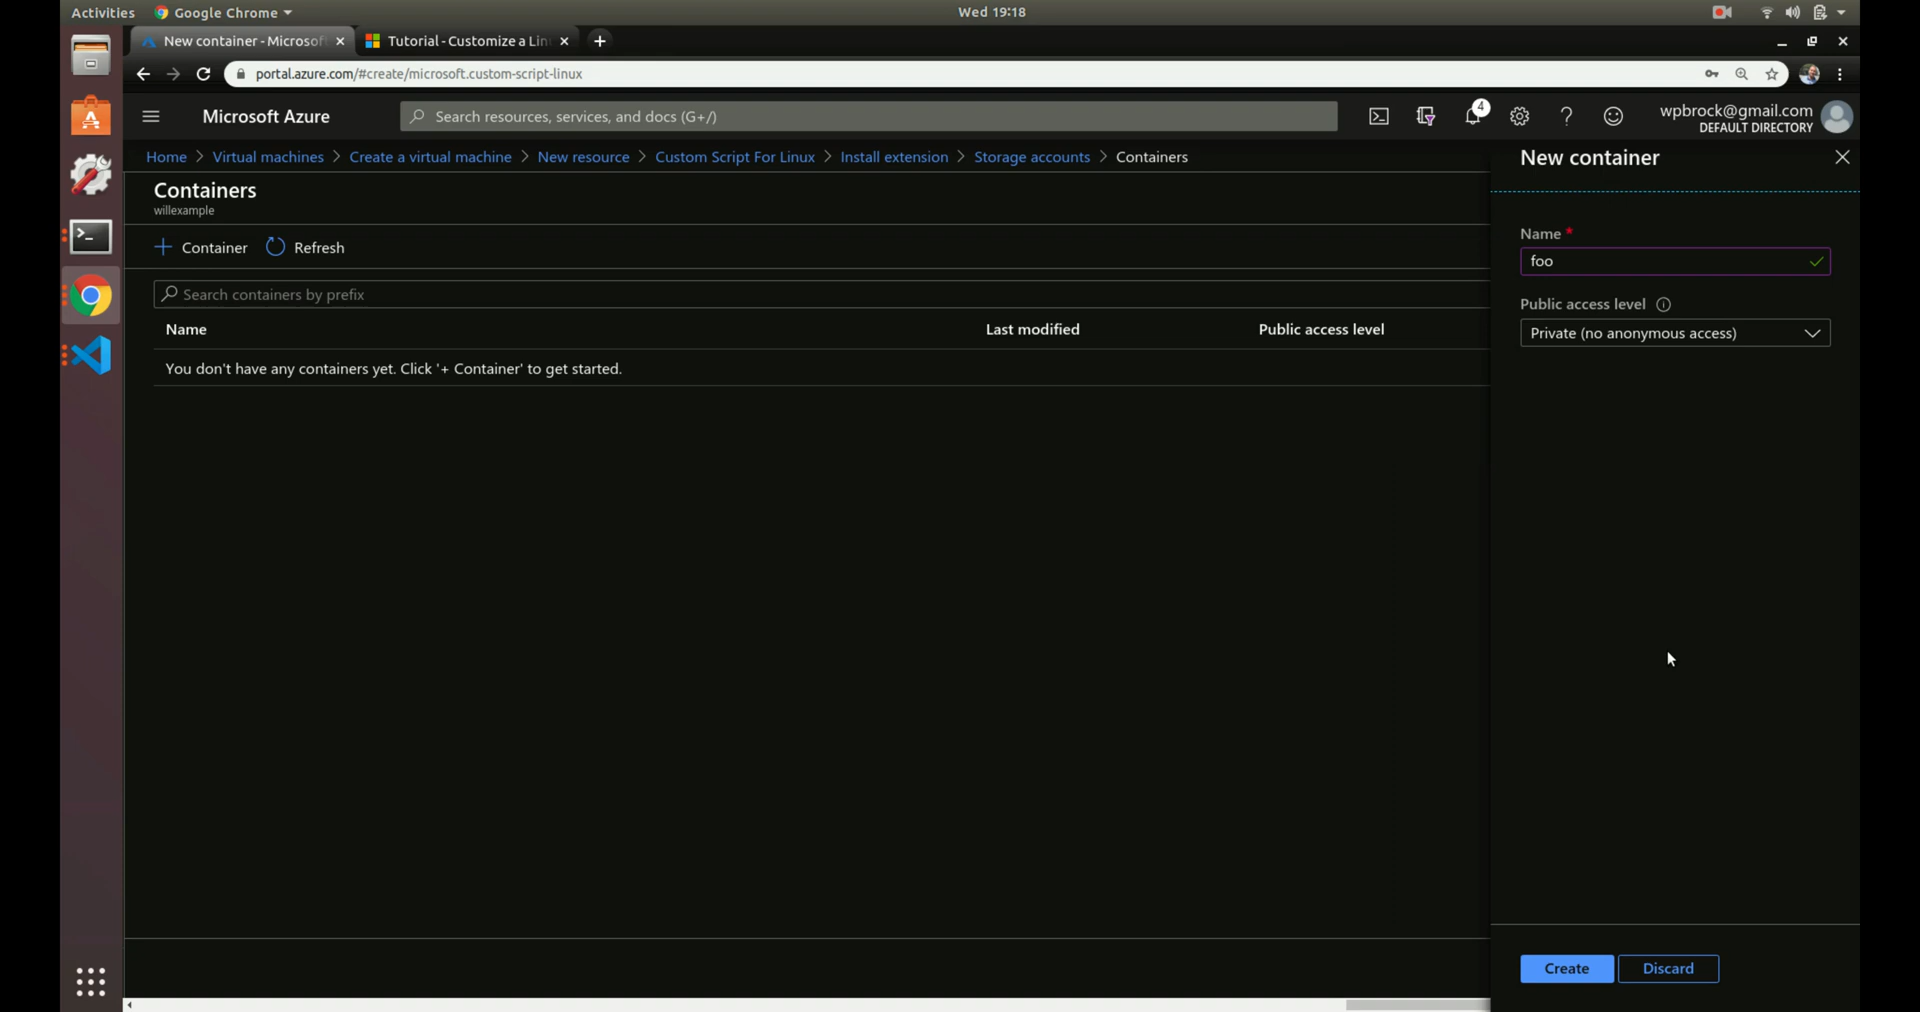 Activities Google Chrome Wed 19:18
New container - Microsof Tutorial - Customize a Lin
portal.azure.com/#create/microsoft.custom-script-linux
Microsoft Azure Search resources, services, and docs (G+/) 4 wpbrock@gmail.com
DEFAULT DIRECTORY
Home > Virtual machines > Create a virtual machine > New resource > Custom Script For Linux > Install extension > Storage accounts > Containers
Containers
willexample
+ Container Refresh
Search containers by prefix
Name Last modified Public access level
You don't have any containers yet. Click '+ Container' to get started.
New container
Name *
foo
Public access level
Private (no anonymous access)
Create Discard